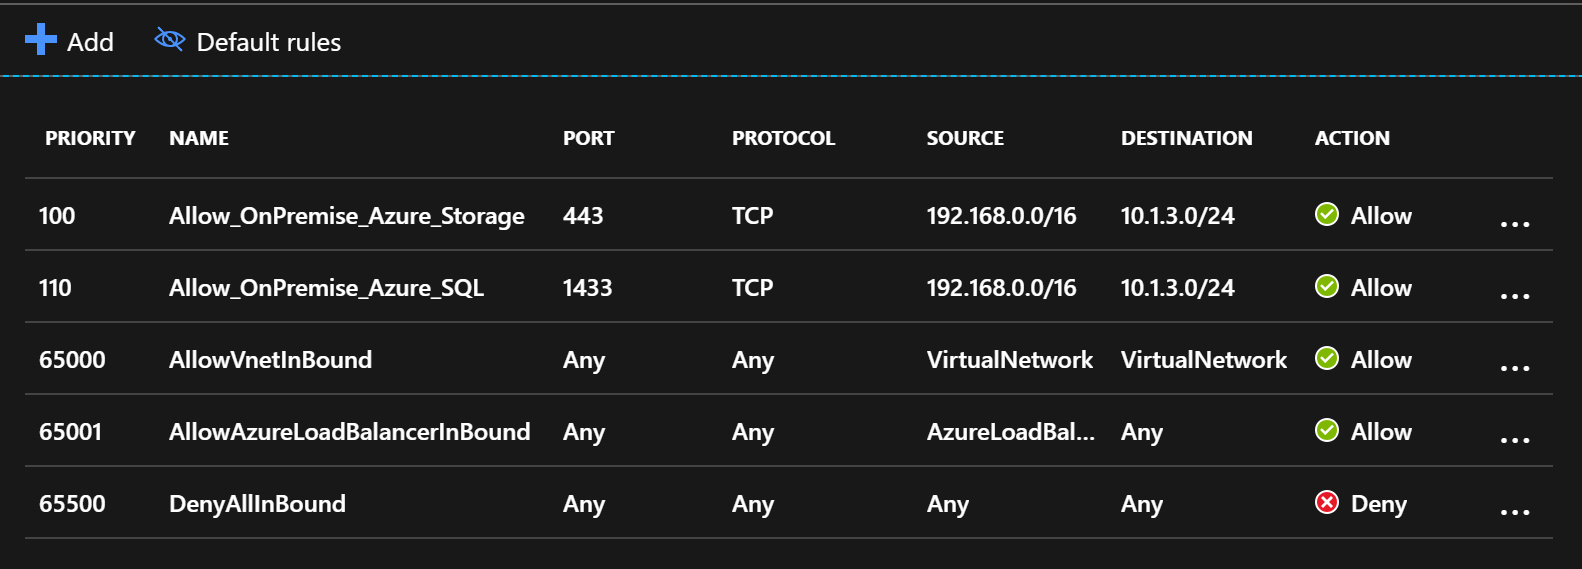 Add Default rules
PRIORITY NAME PORT PROTOCOL SOURCE DESTINATION ACTION
100 Allow_OnPremise_Azure_Storage 443 TCP 192.168.0.0/16 10.1.3.0/24 Allow ...
110 Allow_OnPremise_Azure_SQL 1433 TCP 192.168.0.0/16 10.1.3.0/24 Allow ...
65000 AllowVnetInBound Any Any VirtualNetwork VirtualNetwork Allow ...
65001 AllowAzureLoadBalancerInBound Any Any AzureLoadBal... Any Allow ...
65500 DenyAllInBound Any Any Any Any Deny ...